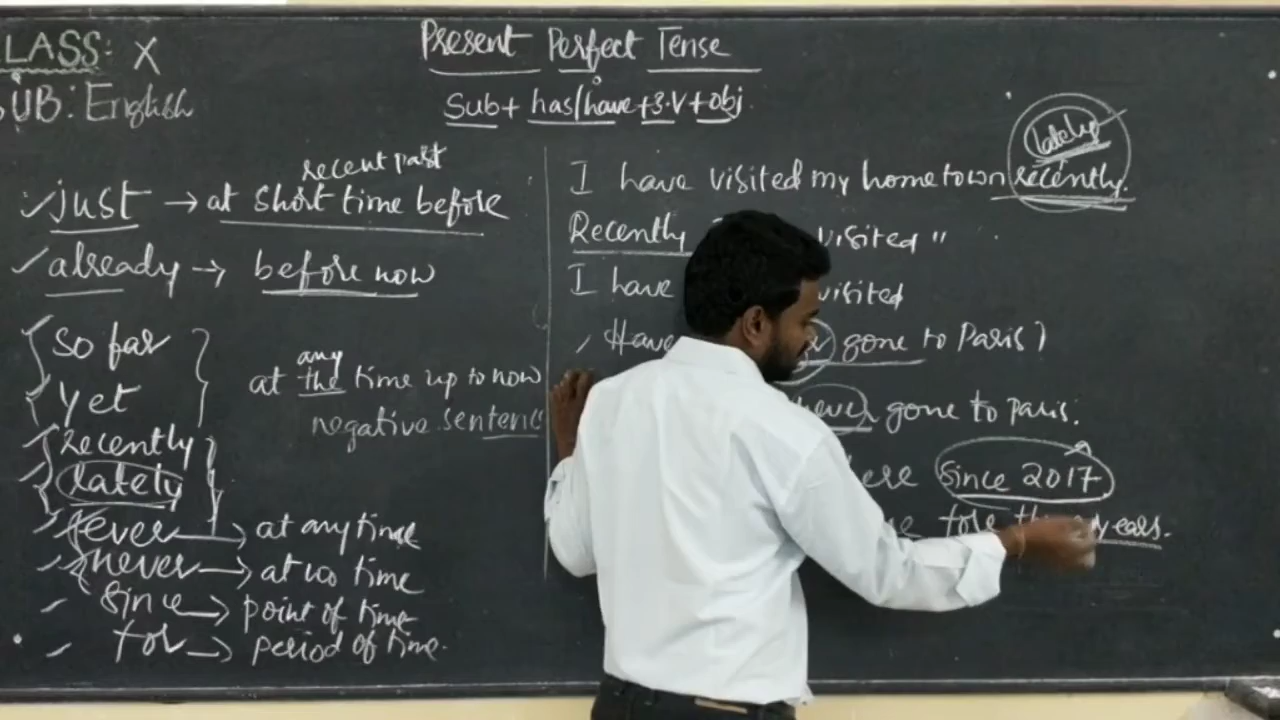 LASS: X
SUB: English
Present Perfect Tense
Sub + has/have + 3.V + Obj.
recent past
just → at short time before
already → before now
so far
yet
any
at the time up to now
negative sentenc
Recently
lately
ever → at any time
never → at no time
since → point of time
for → period of time.
lately
I have visited my hometown recently.
Recently visited "
I have visited
Have gone to Paris?
never gone to Paris.
since 2017
years.